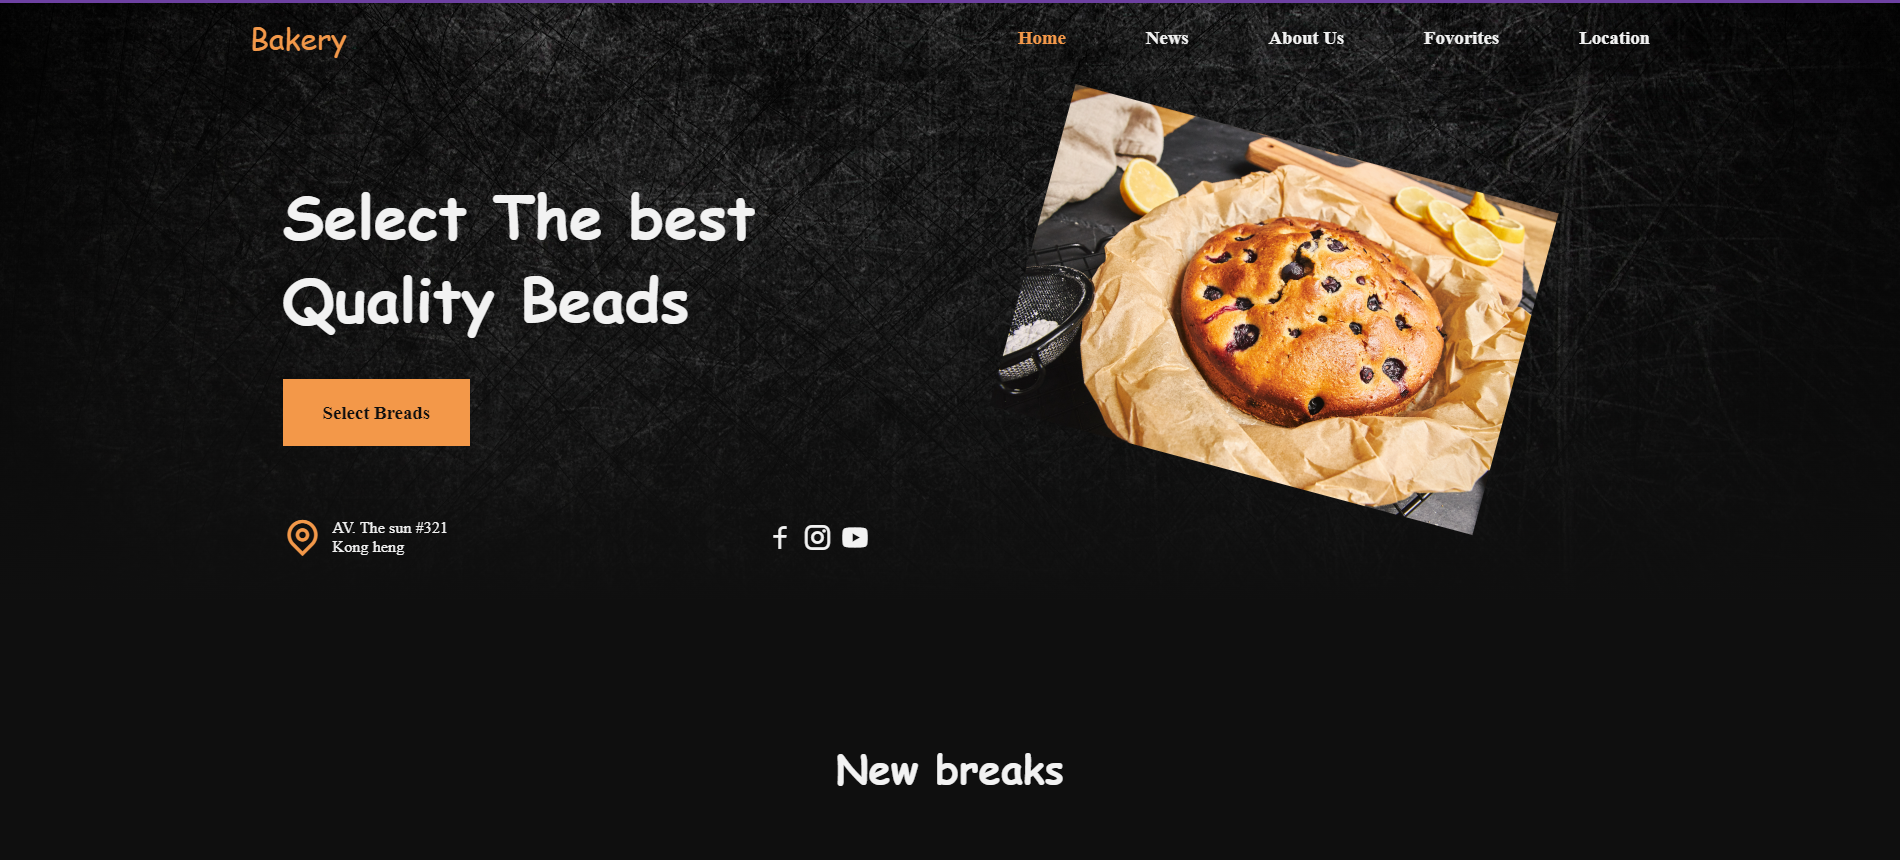 Bakery
Home News About Us Fovorites Location
Select The best
Quality Beads
Select Breads
AV. The sun #321
Kong heng
New breaks